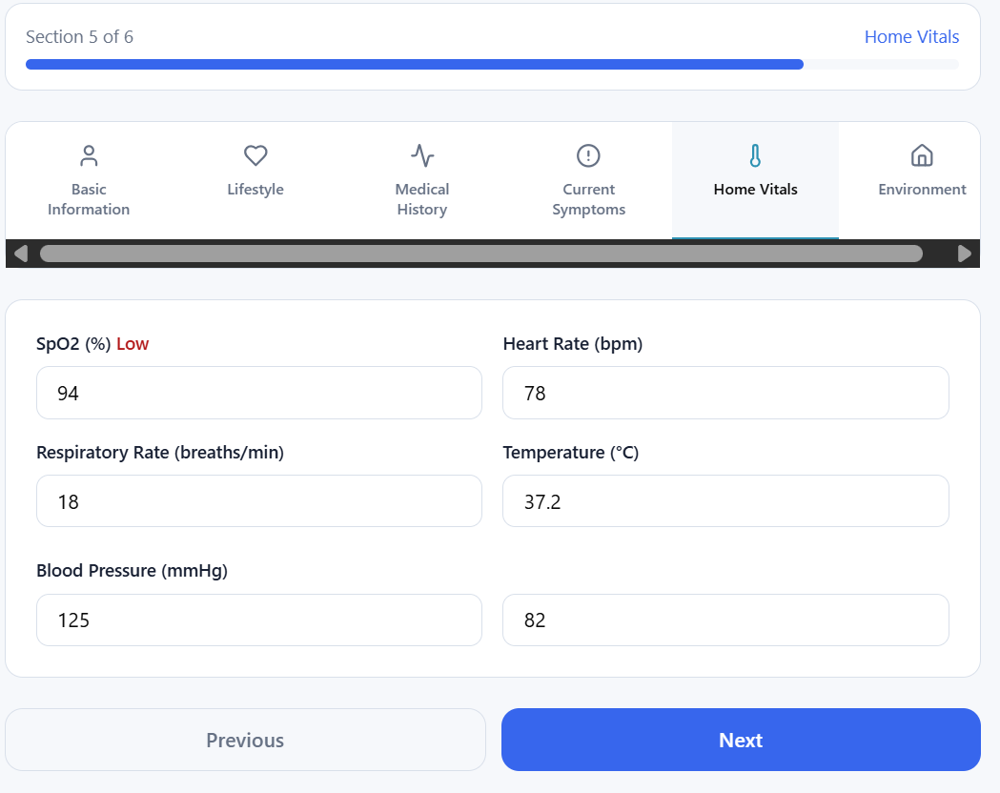 Section 5 of 6
Home Vitals
Basic
Information
Lifestyle
Medical
History
Current
Symptoms
Home Vitals
Environment
SpO2 (%) Low
Heart Rate (bpm)
94
78
Respiratory Rate (breaths/min)
Temperature (°C)
18
37.2
Blood Pressure (mmHg)
125
82
Previous
Next